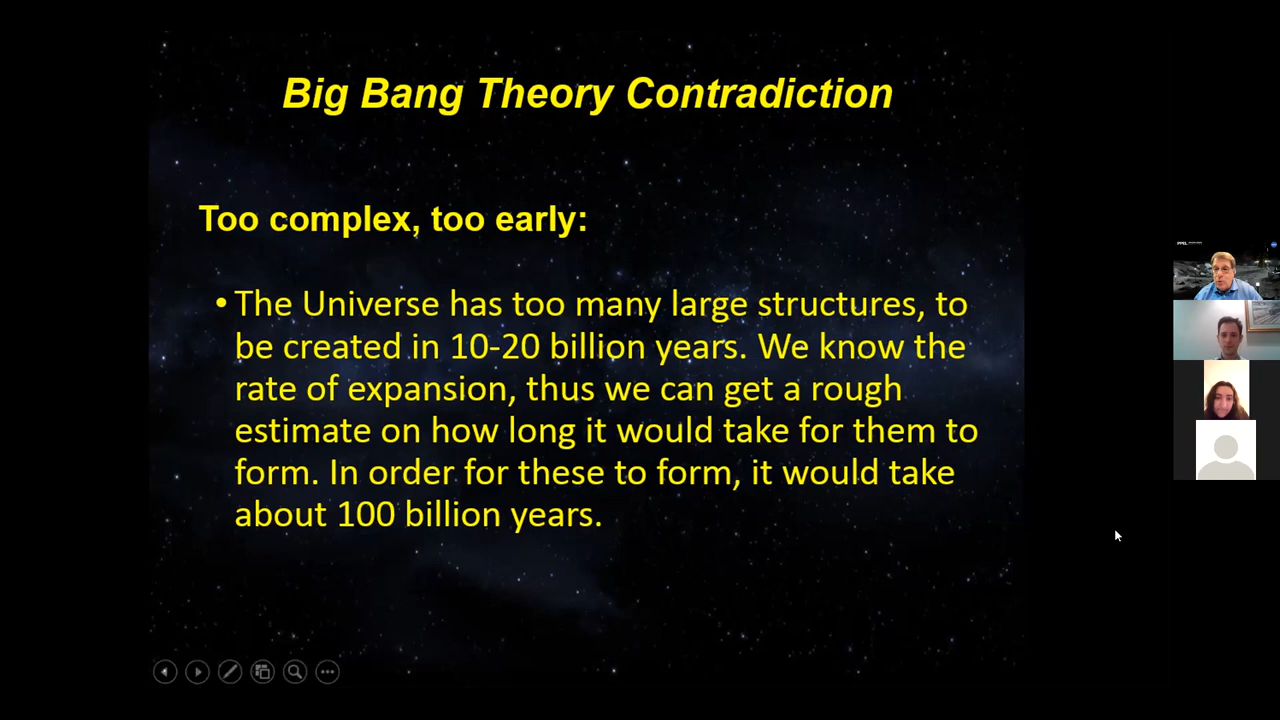 Big Bang Theory Contradiction
Too complex, too early:
• The Universe has too many large structures, to
be created in 10-20 billion years. We know the
rate of expansion, thus we can get a rough
estimate on how long it would take for them to
form. In order for these to form, it would take
about 100 billion years.